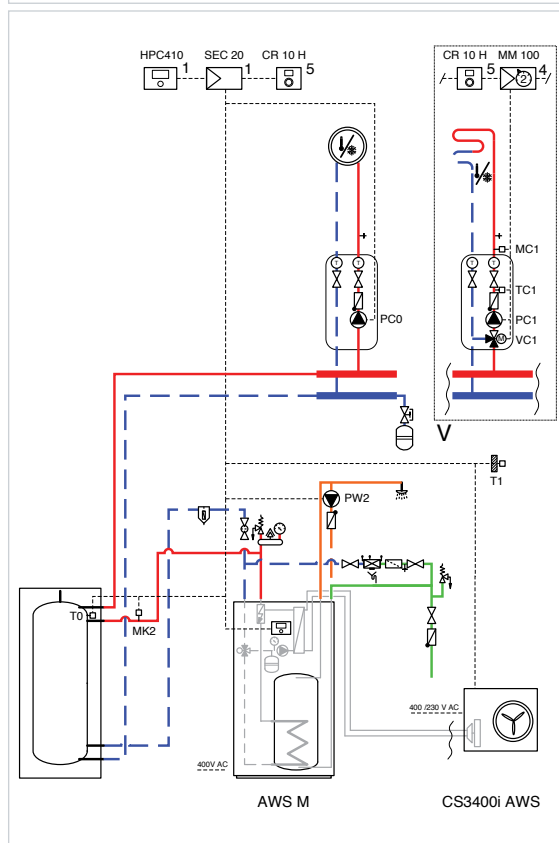 HPC410 SEC 20 CR 10 H
1 1 5
CR 10 H MM 100
5 2 4
T T
PC0
T T
MC1
TC1
PC1
M
VC1
V
T1
PW2
T0
MK2
400 /230 V AC
400V AC
AWS M
CS3400i AWS